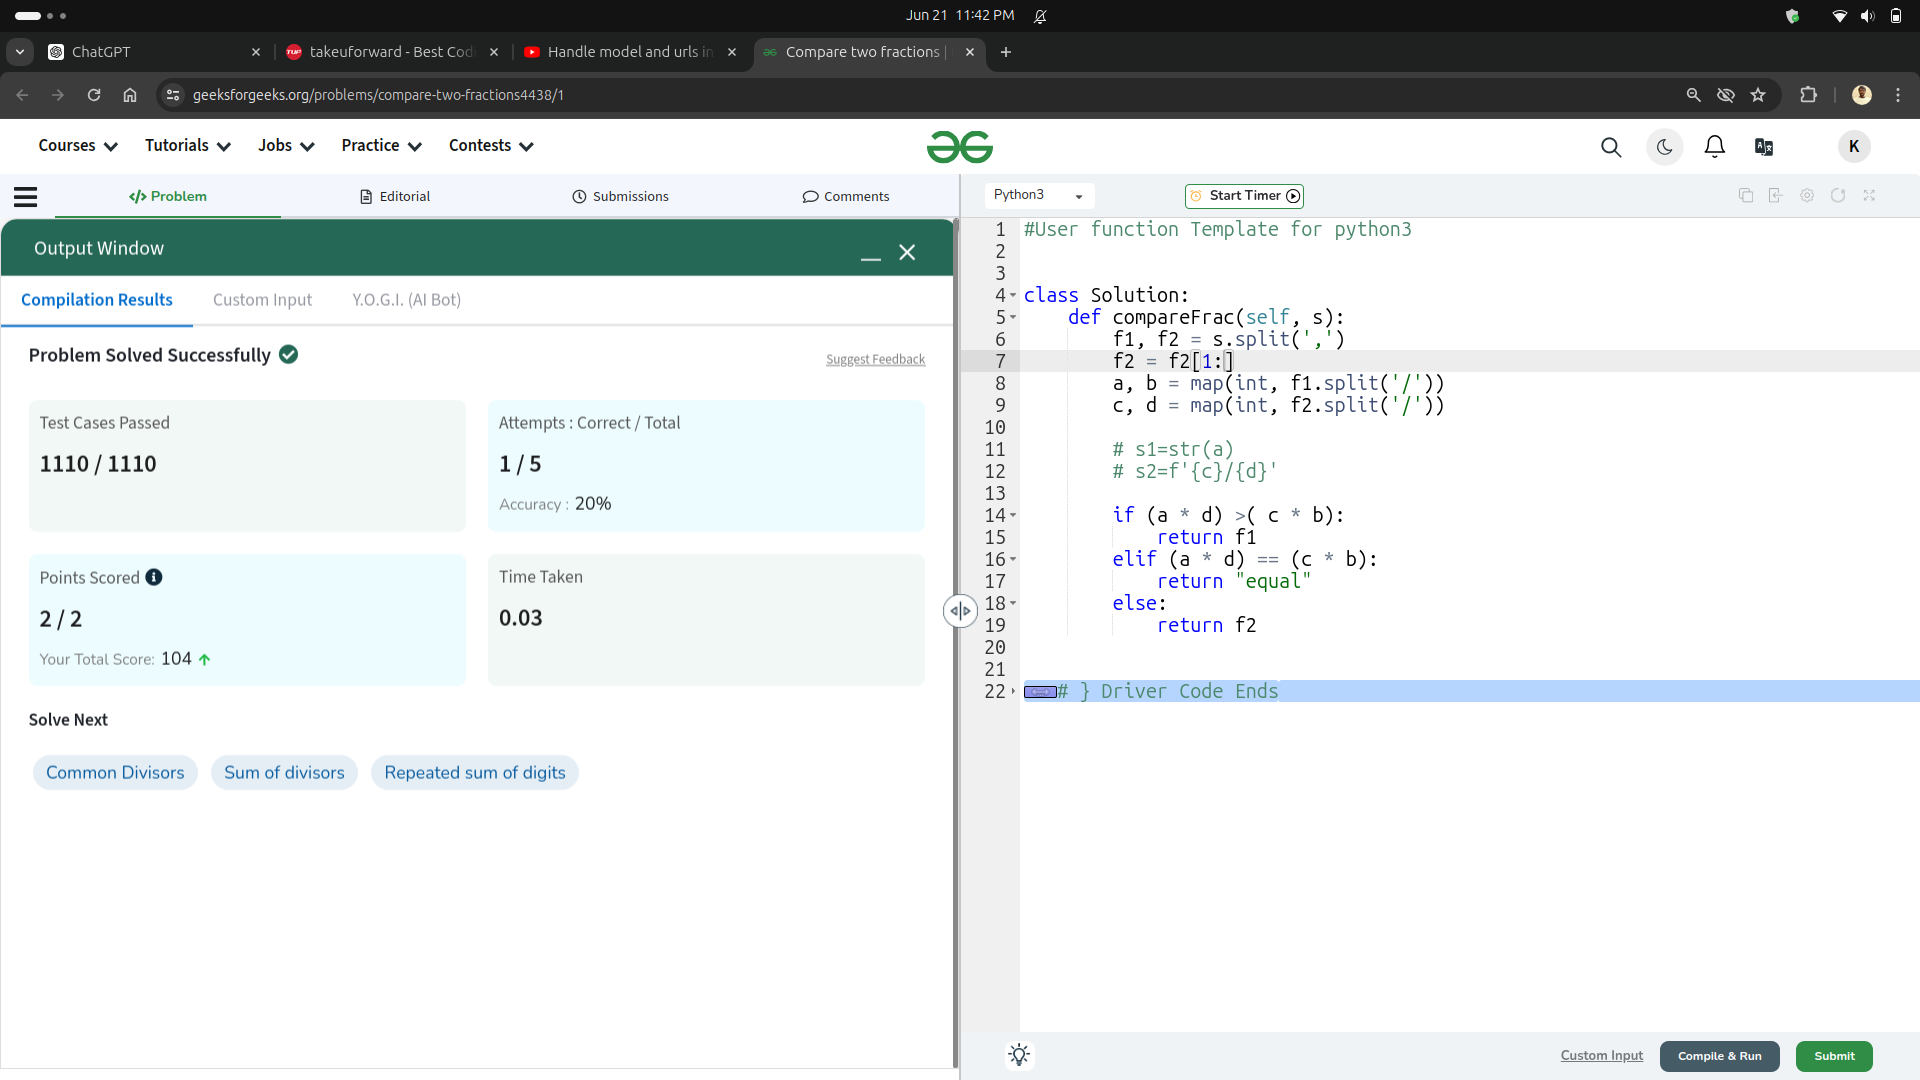 Jun 21 11:42 PM
ChatGPT
takeuforward - Best Cod
Handle model and urls in
Compare two fractions |
geeksforgeeks.org/problems/compare-two-fractions4438/1
Courses
Tutorials
Jobs
Practice
Contests
K
Problem
Editorial
Submissions
Comments
Python3
Start Timer
Output Window
Compilation Results
Custom Input
Y.O.G.I. (AI Bot)
Problem Solved Successfully
Suggest Feedback
Test Cases Passed
1110 / 1110
Attempts : Correct / Total
1 / 5
Accuracy : 20%
Points Scored
2 / 2
Your Total Score: 104
Time Taken
0.03
Solve Next
Common Divisors
Sum of divisors
Repeated sum of digits
1 #User function Template for python3
2
3
4 class Solution:
5 def compareFrac(self, s):
6 f1, f2 = s.split(',')
7 f2 = f2[1:]
8 a, b = map(int, f1.split('/'))
9 c, d = map(int, f2.split('/'))
10
11 # s1=str(a)
12 # s2=f'{c}/{d}'
13
14 if (a * d) >( c * b):
15 return f1
16 elif (a * d) == (c * b):
17 return "equal"
18 else:
19 return f2
20
21
22 # } Driver Code Ends
Custom Input
Compile & Run
Submit